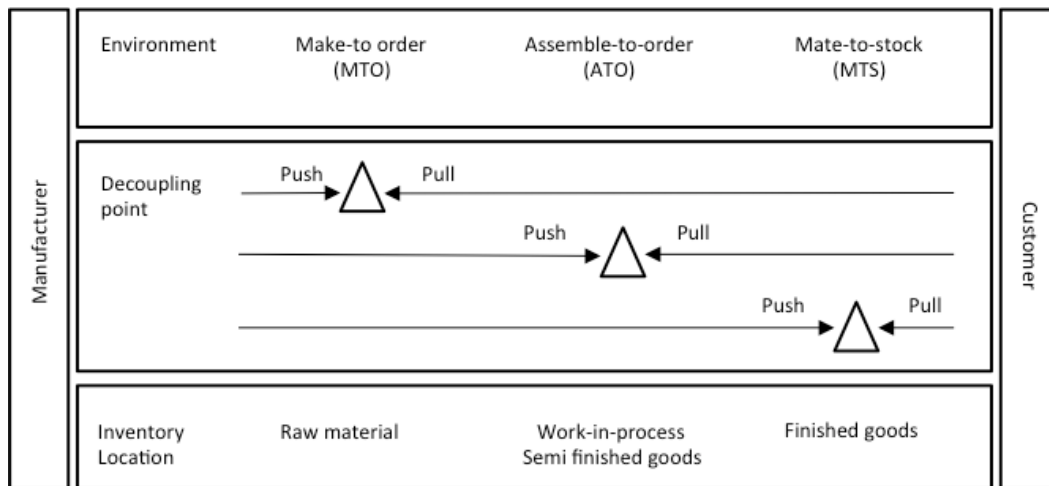 Manufacturer
Environment
Make-to order
(MTO)
Assemble-to-order
(ATO)
Mate-to-stock
(MTS)
Decoupling
point
Push
Pull
Push
Pull
Push
Pull
Inventory
Location
Raw material
Work-in-process
Semi finished goods
Finished goods
Customer